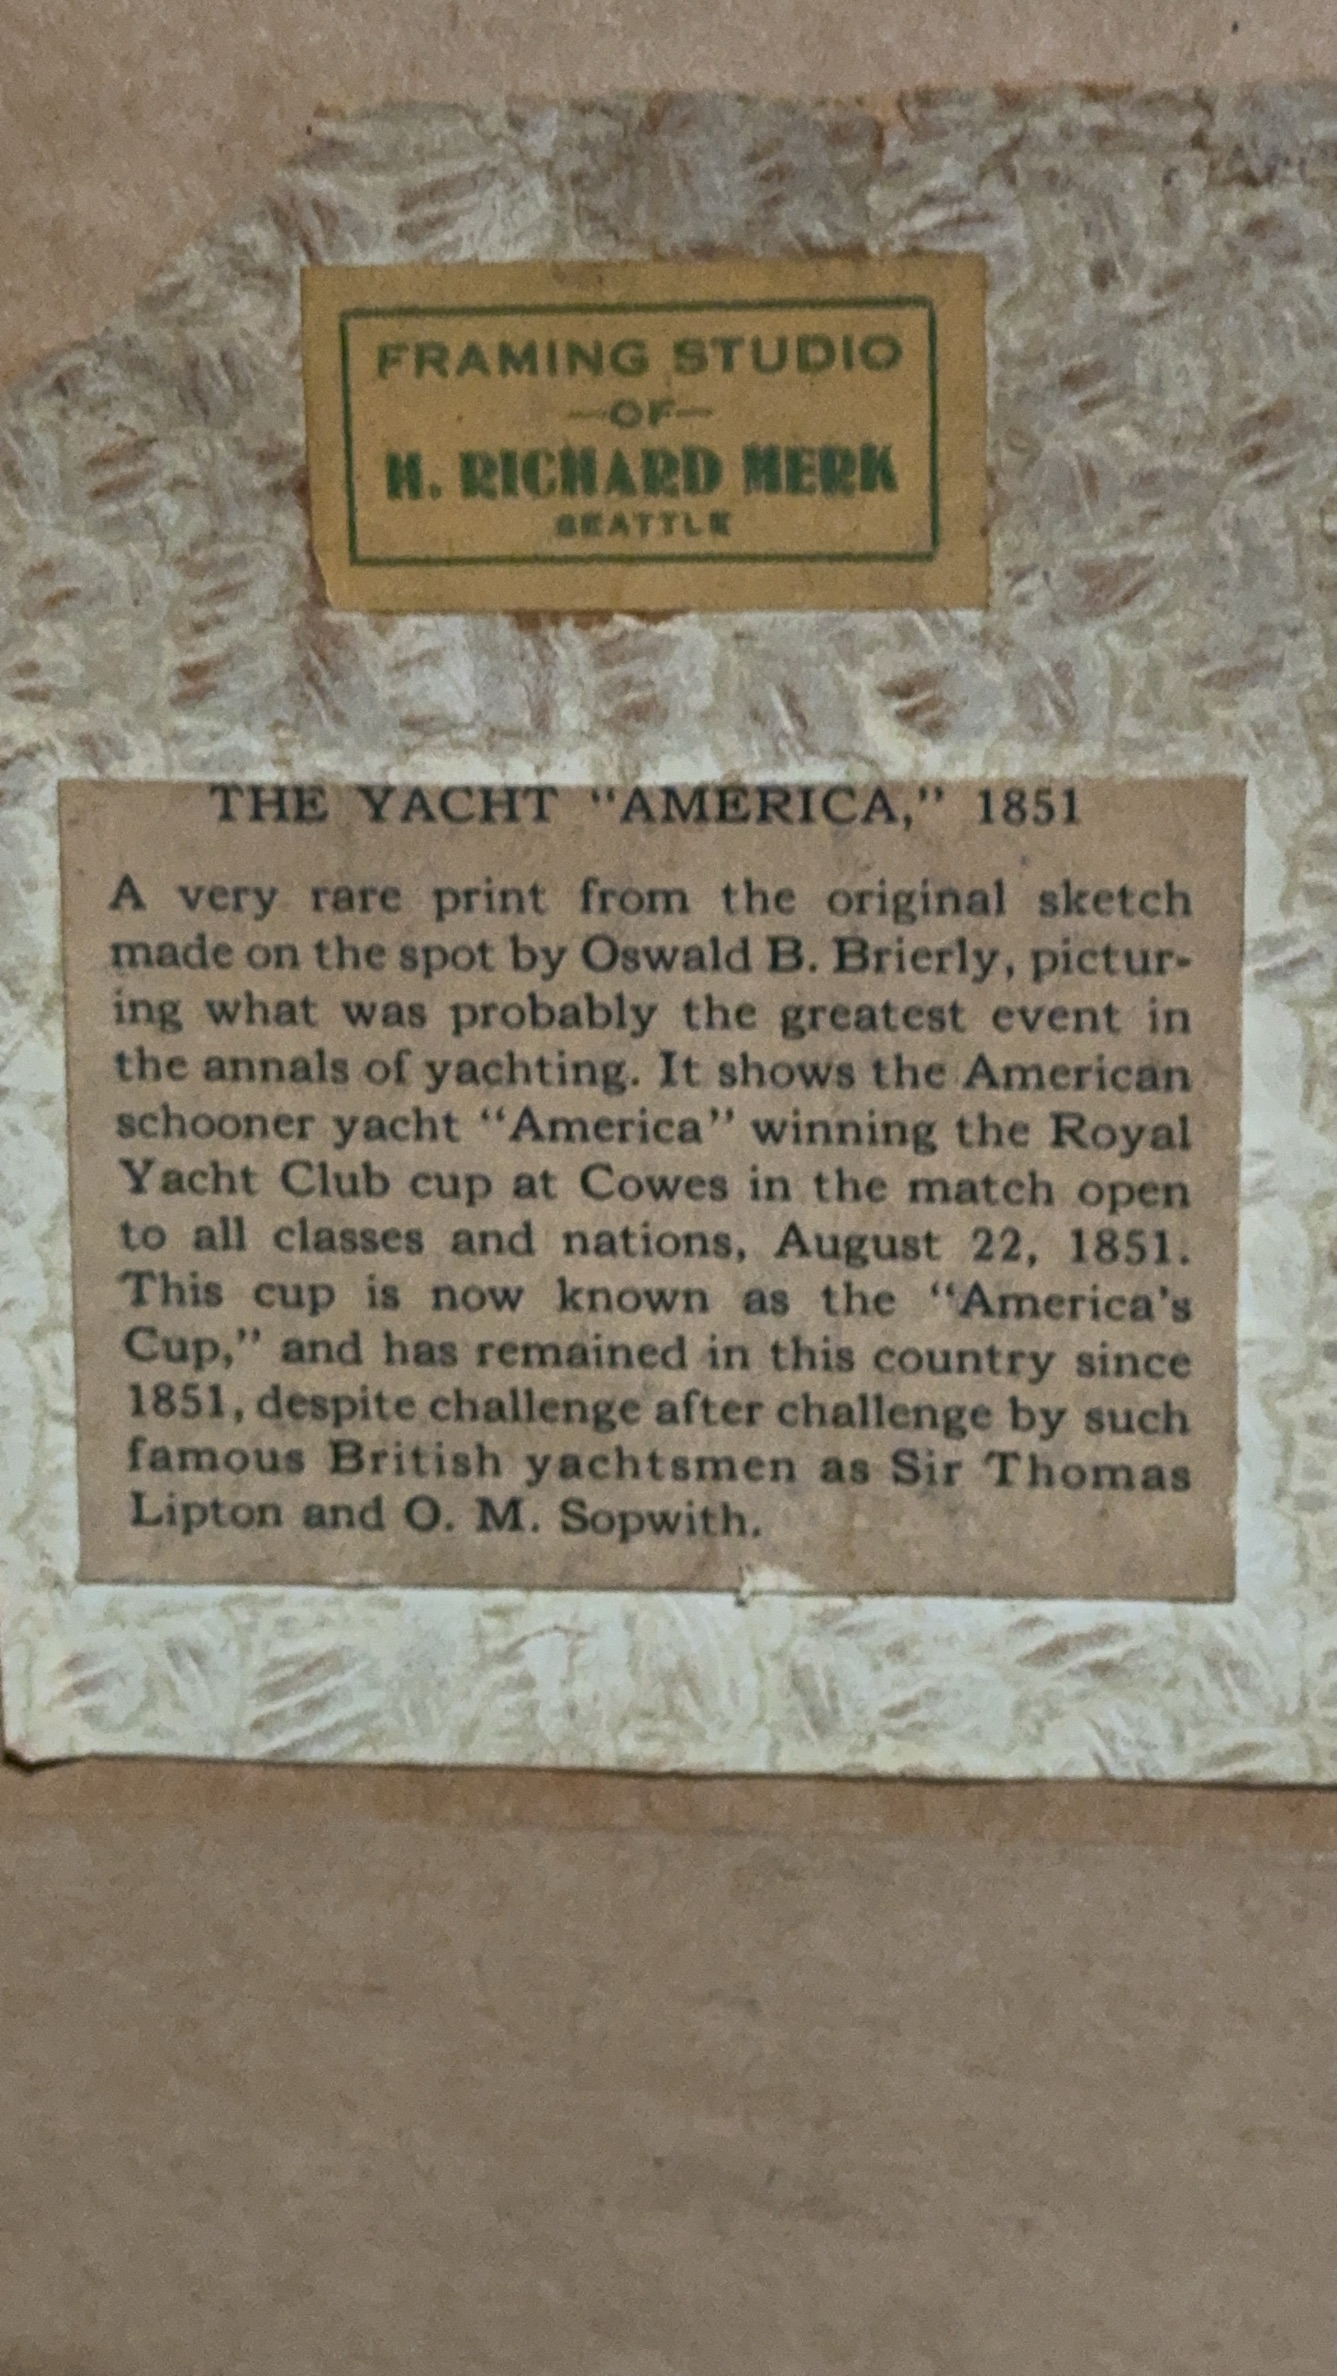 FRAMING STUDIO
—OF—
H. RICHARD MERK
SEATTLE
THE YACHT "AMERICA," 1851
A very rare print from the original sketch
made on the spot by Oswald B. Brierly, pictur-
ing what was probably the greatest event in
the annals of yachting. It shows the American
schooner yacht "America" winning the Royal
Yacht Club cup at Cowes in the match open
to all classes and nations, August 22, 1851.
This cup is now known as the "America's
Cup," and has remained in this country since
1851, despite challenge after challenge by such
famous British yachtsmen as Sir Thomas
Lipton and O. M. Sopwith.